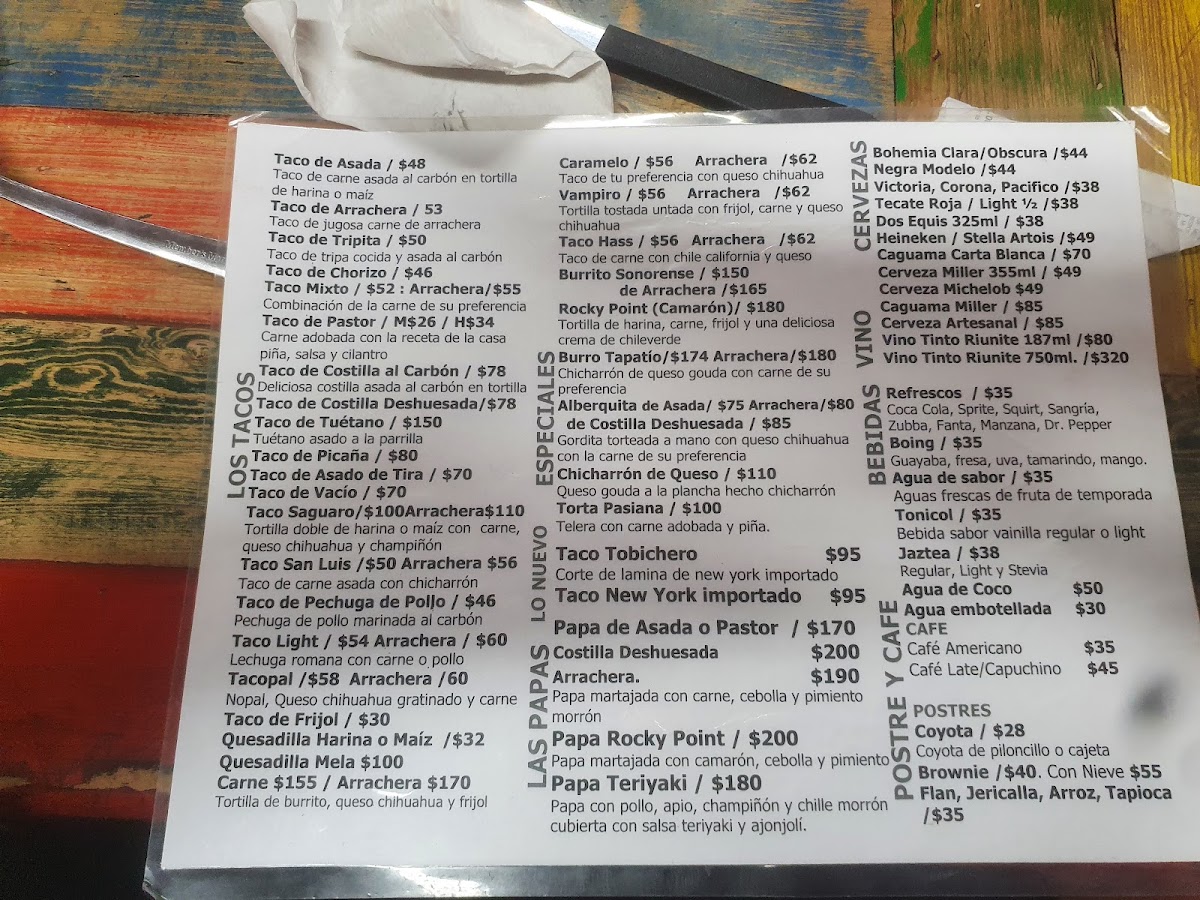 LOS TACOS
Taco de Asada / $48
Taco de carne asada al carbón en tortilla
de harina o maíz
Taco de Arrachera / 53
Taco de jugosa carne de arrachera
Taco de Tripita / $50
Taco de tripa cocida y asada al carbón
Taco de Chorizo / $46
Taco Mixto / $52 : Arrachera/$55
Combinación de la carne de su preferencia
Taco de Pastor / M$26 / H$34
Carne adobada con la receta de la casa
piña, salsa y cilantro
Taco de Costilla al Carbón / $78
Deliciosa costilla asada al carbón en tortilla
Taco de Costilla Deshuesada/$78
Taco de Tuétano / $150
Tuétano asado a la parrilla
Taco de Picaña / $80
Taco de Asado de Tira / $70
Taco de Vacío / $70
Taco Saguaro/$100Arrachera$110
Tortilla doble de harina o maíz con carne,
queso chihuahua y champiñón
Taco San Luis /$50 Arrachera $56
Taco de carne asada con chicharrón
Taco de Pechuga de Pollo / $46
Pechuga de pollo marinada al carbón
Taco Light / $54 Arrachera / $60
Lechuga romana con carne o pollo
Tacopal /$58 Arrachera /60
Nopal, Queso chihuahua gratinado y carne
Taco de Frijol / $30
Quesadilla Harina o Maíz /$32
Quesadilla Mela $100
Carne $155 / Arrachera $170
Tortilla de burrito, queso chihuahua y frijol
ESPECIALES
Caramelo / $56 Arrachera /$62
Taco de tu preferencia con queso chihuahua
Vampiro / $56 Arrachera /$62
Tortilla tostada untada con frijol, carne y queso
chihuahua
Taco Hass / $56 Arrachera /$62
Taco de carne con chile california y queso
Burrito Sonorense / $150
de Arrachera /$165
Rocky Point (Camarón)/ $180
Tortilla de harina, carne, frijol y una deliciosa
crema de chileverde
Burro Tapatío/$174 Arrachera/$180
Chicharrón de queso gouda con carne de su
preferencia
Alberquita de Asada/ $75 Arrachera/$80
de Costilla Deshuesada / $85
Gordita torteada a mano con queso chihuahua
con la carne de su preferencia
Chicharrón de Queso / $110
Queso gouda a la plancha hecho chicharrón
Torta Pasiana / $100
Telera con carne adobada y piña.
LO NUEVO
Taco Tobichero $95
Corte de lamina de new york importado
Taco New York importado $95
LAS PAPAS
Papa de Asada o Pastor / $170
Costilla Deshuesada $200
Arrachera. $190
Papa martajada con carne, cebolla y pimiento
morrón
Papa Rocky Point / $200
Papa martajada con camarón, cebolla y pimiento
Papa Teriyaki / $180
Papa con pollo, apio, champiñón y chille morrón
cubierta con salsa teriyaki y ajonjolí.
CERVEZAS
Bohemia Clara/Obscura /$44
Negra Modelo /$44
Victoria, Corona, Pacifico /$38
Tecate Roja / Light ½ /$38
Dos Equis 325ml / $38
Heineken / Stella Artois /$49
Caguama Carta Blanca / $70
Cerveza Miller 355ml / $49
Cerveza Michelob $49
Caguama Miller / $85
Cerveza Artesanal / $85
VINO
Vino Tinto Riunite 187ml /$80
Vino Tinto Riunite 750ml. /$320
BEBIDAS
Refrescos / $35
Coca Cola, Sprite, Squirt, Sangría,
Zubba, Fanta, Manzana, Dr. Pepper
Boing / $35
Guayaba, fresa, uva, tamarindo, mango.
Agua de sabor / $35
Aguas frescas de fruta de temporada
Tonicol / $35
Bebida sabor vainilla regular o light
Jaztea / $38
Regular, Light y Stevia
Agua de Coco $50
Agua embotellada $30
POSTRE Y CAFE
CAFE
Café Americano $35
Café Late/Capuchino $45
POSTRES
Coyota / $28
Coyota de piloncillo o cajeta
Brownie /$40. Con Nieve $55
Flan, Jericalla, Arroz, Tapioca
/$35